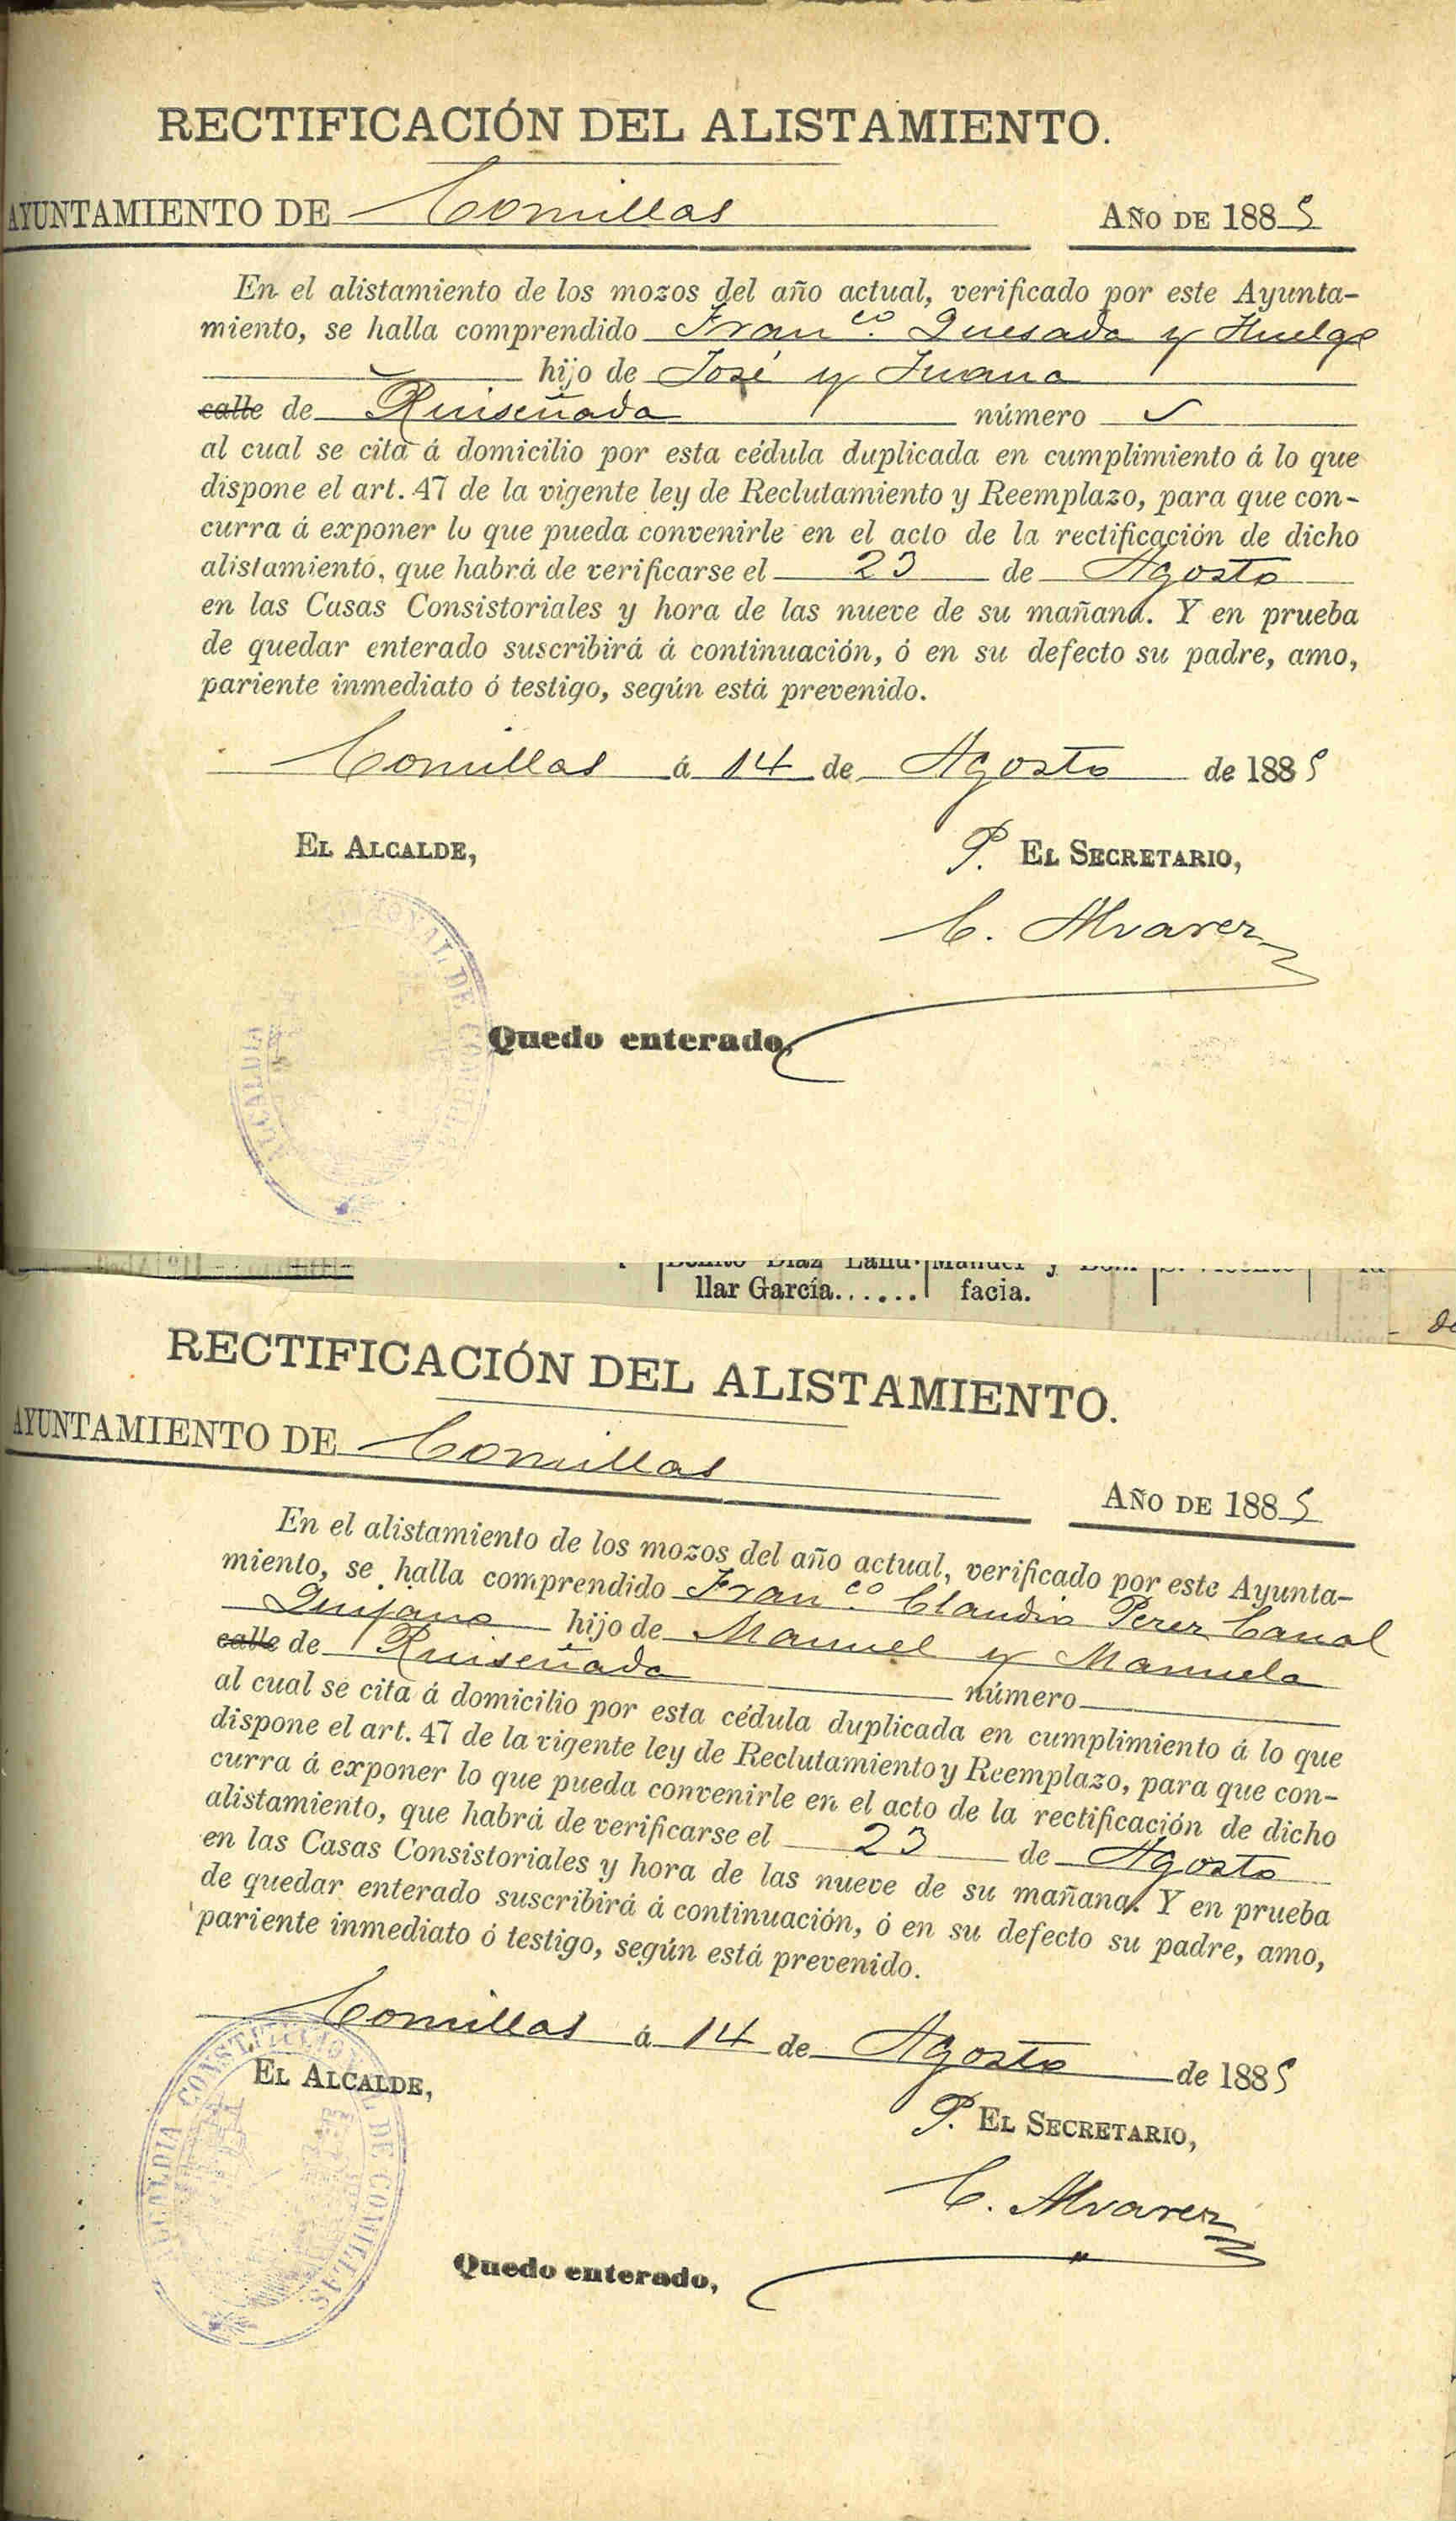 RECTIFICACIÓN DEL ALISTAMIENTO.
AYUNTAMIENTO DE Comillas AÑO DE 1885
En el alistamiento de los mozos del año actual, verificado por este Ayunta-
miento, se halla comprendido Fran.co Quesada y Huelga
hijo de José y Juana
calle de Ruiseñada número
al cual se cita á domicilio por esta cédula duplicada en cumplimiento á lo que
dispone el art. 47 de la vigente ley de Reclutamiento y Reemplazo, para que con-
curra á exponer lo que pueda convenirle en el acto de la rectificación de dicho
alistamiento, que habrá de verificarse el 23 de Agosto
en las Casas Consistoriales y hora de las nueve de su mañana. Y en prueba
de quedar enterado suscribirá á continuación, ó en su defecto su padre, amo,
pariente inmediato ó testigo, según está prevenido.
Comillas á 14 de Agosto de 1885
EL ALCALDE, P. EL SECRETARIO,
C. Alvarez
ALCALDIA CONSTITUCIONAL DE COMILLAS
Quedo enterado,
llar García...... facia.
RECTIFICACIÓN DEL ALISTAMIENTO.
AYUNTAMIENTO DE Comillas AÑO DE 1885
En el alistamiento de los mozos del año actual, verificado por este Ayunta-
miento, se halla comprendido Fran.co Claudio Perez Canal
Quijano hijo de Manuel y Manuela
calle de Ruiseñada número
al cual se cita á domicilio por esta cédula duplicada en cumplimiento á lo que
dispone el art. 47 de la vigente ley de Reclutamiento y Reemplazo, para que con-
curra á exponer lo que pueda convenirle en el acto de la rectificación de dicho
alistamiento, que habrá de verificarse el 23 de Agosto
en las Casas Consistoriales y hora de las nueve de su mañana. Y en prueba
de quedar enterado suscribirá á continuación, ó en su defecto su padre, amo,
pariente inmediato ó testigo, según está prevenido.
Comillas á 14 de Agosto de 1885
EL ALCALDE, P. EL SECRETARIO,
C. Alvarez
ALCALDIA CONSTITUCIONAL DE COMILLAS
Quedo enterado,